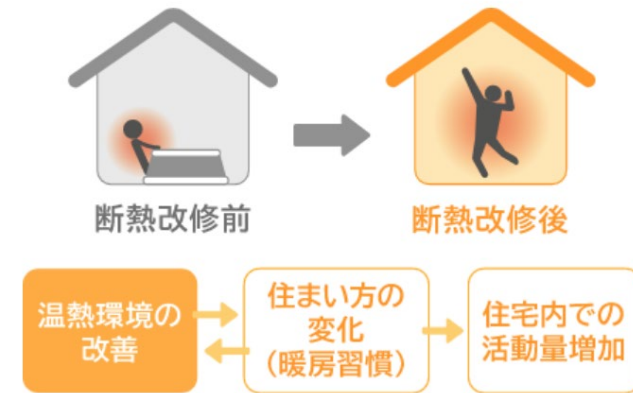 断熱改修前
断熱改修後
温熱環境の
改善
住まい方の
変化
（暖房習慣）
住宅内での
活動量増加